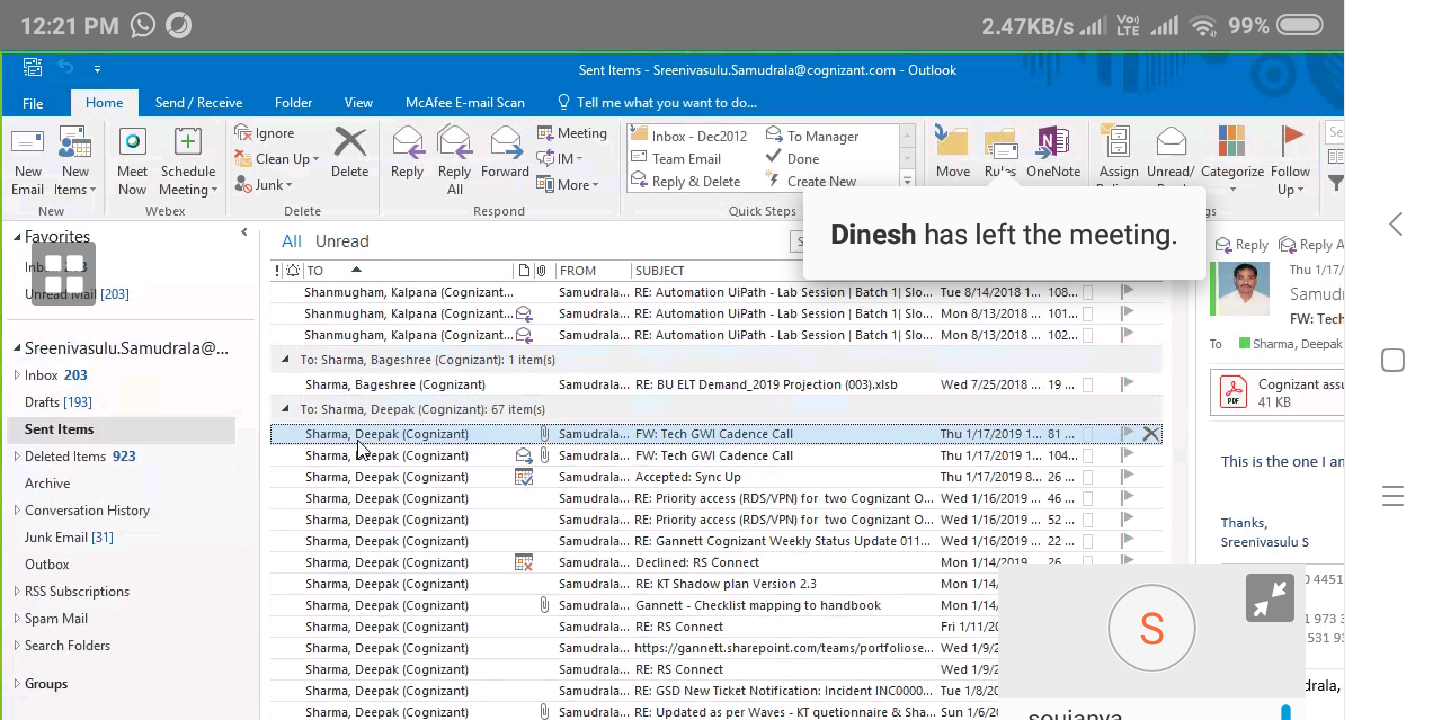 12:21 PM 2.47KB/s VoJ LTE 99%
Sent Items - Sreenivasulu.Samudrala@cognizant.com - Outlook
File Home Send / Receive Folder View McAfee E-mail Scan Tell me what you want to do...
New Email
New Items
Meet Now
Schedule Meeting
Ignore
Clean Up
Junk
Delete
Reply
Reply All
Forward
Meeting
IM
More
Inbox - Dec2012
Team Email
Reply & Delete
To Manager
Done
Create New
Move
Rules
OneNote
Assign
Unread/
Categorize
Follow Up
New Webex Delete Respond Quick Steps
Dinesh has left the meeting.
Favorites
Unread Mail [203]
Sreenivasulu.Samudrala@...
Inbox 203
Drafts [193]
Sent Items
Deleted Items 923
Archive
Conversation History
Junk Email [31]
Outbox
RSS Subscriptions
Spam Mail
Search Folders
Groups
All Unread
! TO FROM SUBJECT
Shanmugham, Kalpana (Cognizant... Samudrala... RE: Automation UiPath - Lab Session | Batch 1| Slo... Tue 8/14/2018 1... 108...
Shanmugham, Kalpana (Cognizant... Samudrala... RE: Automation UiPath - Lab Session | Batch 1| Slo... Mon 8/13/2018 ... 101...
Shanmugham, Kalpana (Cognizant... Samudrala... RE: Automation UiPath - Lab Session | Batch 1| Slo... Mon 8/13/2018 ... 102...
To: Sharma, Bageshree (Cognizant): 1 item(s)
Sharma, Bageshree (Cognizant) Samudrala... RE: BU ELT Demand_2019 Projection (003).xlsb Wed 7/25/2018 ... 19 ...
To: Sharma, Deepak (Cognizant): 67 item(s)
Sharma, Deepak (Cognizant) Samudrala... FW: Tech GWI Cadence Call Thu 1/17/2019 1... 81 ...
Sharma, Deepak (Cognizant) Samudrala... FW: Tech GWI Cadence Call Thu 1/17/2019 1... 104...
Sharma, Deepak (Cognizant) Samudrala... Accepted: Sync Up Thu 1/17/2019 8... 26 ...
Sharma, Deepak (Cognizant) Samudrala... RE: Priority access (RDS/VPN) for two Cognizant O... Wed 1/16/2019 ... 46 ...
Sharma, Deepak (Cognizant) Samudrala... RE: Priority access (RDS/VPN) for two Cognizant O... Wed 1/16/2019 ... 52 ...
Sharma, Deepak (Cognizant) Samudrala... RE: Gannett Cognizant Weekly Status Update 011... Wed 1/16/2019 ... 22 ...
Sharma, Deepak (Cognizant) Samudrala... Declined: RS Connect Mon 1/14/2019 ... 26 ...
Sharma, Deepak (Cognizant) Samudrala... RE: KT Shadow plan Version 2.3 Mon 1/14
Sharma, Deepak (Cognizant) Samudrala... Gannett - Checklist mapping to handbook Mon 1/14
Sharma, Deepak (Cognizant) Samudrala... RE: RS Connect Fri 1/11/20
Sharma, Deepak (Cognizant) Samudrala... https://gannett.sharepoint.com/teams/portfoliose... Wed 1/9/2
Sharma, Deepak (Cognizant) Samudrala... RE: RS Connect Wed 1/9/2
Sharma, Deepak (Cognizant) Samudrala... RE: GSD New Ticket Notification: Incident INC0000... Tue 1/8/20
Sharma, Deepak (Cognizant) Samudrala... RE: Updated as per Waves - KT quetionnaire & Sha... Sun 1/6/20
Reply Reply A
Thu 1/17
Samudr
FW: Tech
To Sharma, Deepak
PDF
Cognizant assu
41 KB
This is the one I am
Thanks,
Sreenivasulu S
0 4451
973 3
531 93
drala,
S
soujanya